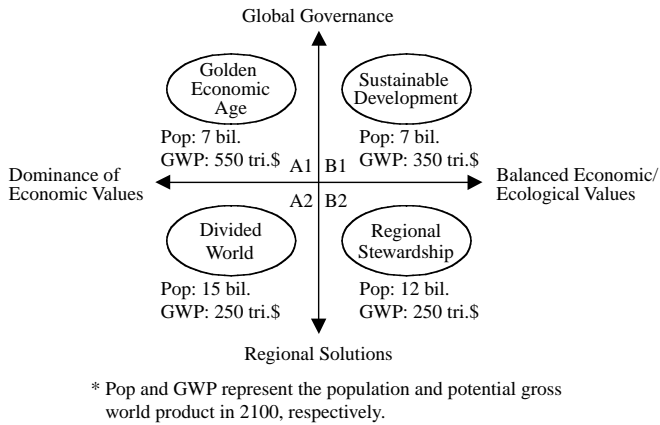 Global Governance
Golden
Economic
Age
Pop: 7 bil.
GWP: 550 tri.$
A1
Sustainable
Development
Pop: 7 bil.
GWP: 350 tri.$
B1
Dominance of
Economic Values
Balanced Economic/
Ecological Values
A2
Divided
World
Pop: 15 bil.
GWP: 250 tri.$
B2
Regional
Stewardship
Pop: 12 bil.
GWP: 250 tri.$
Regional Solutions
* Pop and GWP represent the population and potential gross
world product in 2100, respectively.